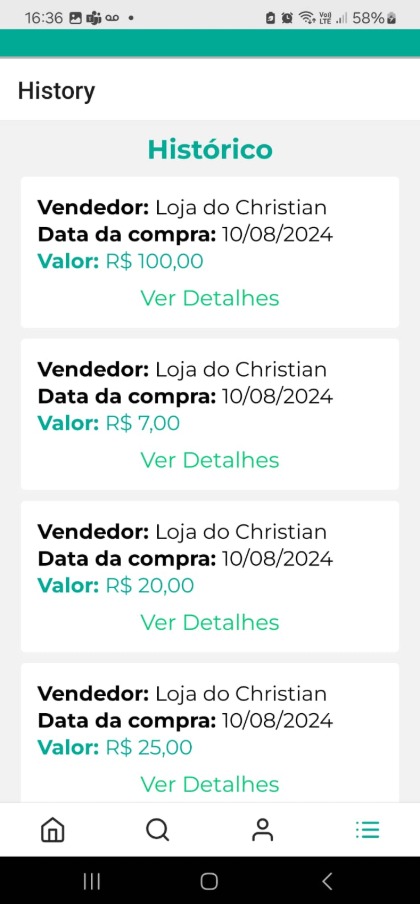 16:36
Vo))
LTE
58%
History
Histórico
Vendedor: Loja do Christian
Data da compra: 10/08/2024
Valor: R$ 100,00
Ver Detalhes
Vendedor: Loja do Christian
Data da compra: 10/08/2024
Valor: R$ 7,00
Ver Detalhes
Vendedor: Loja do Christian
Data da compra: 10/08/2024
Valor: R$ 20,00
Ver Detalhes
Vendedor: Loja do Christian
Data da compra: 10/08/2024
Valor: R$ 25,00
Ver Detalhes